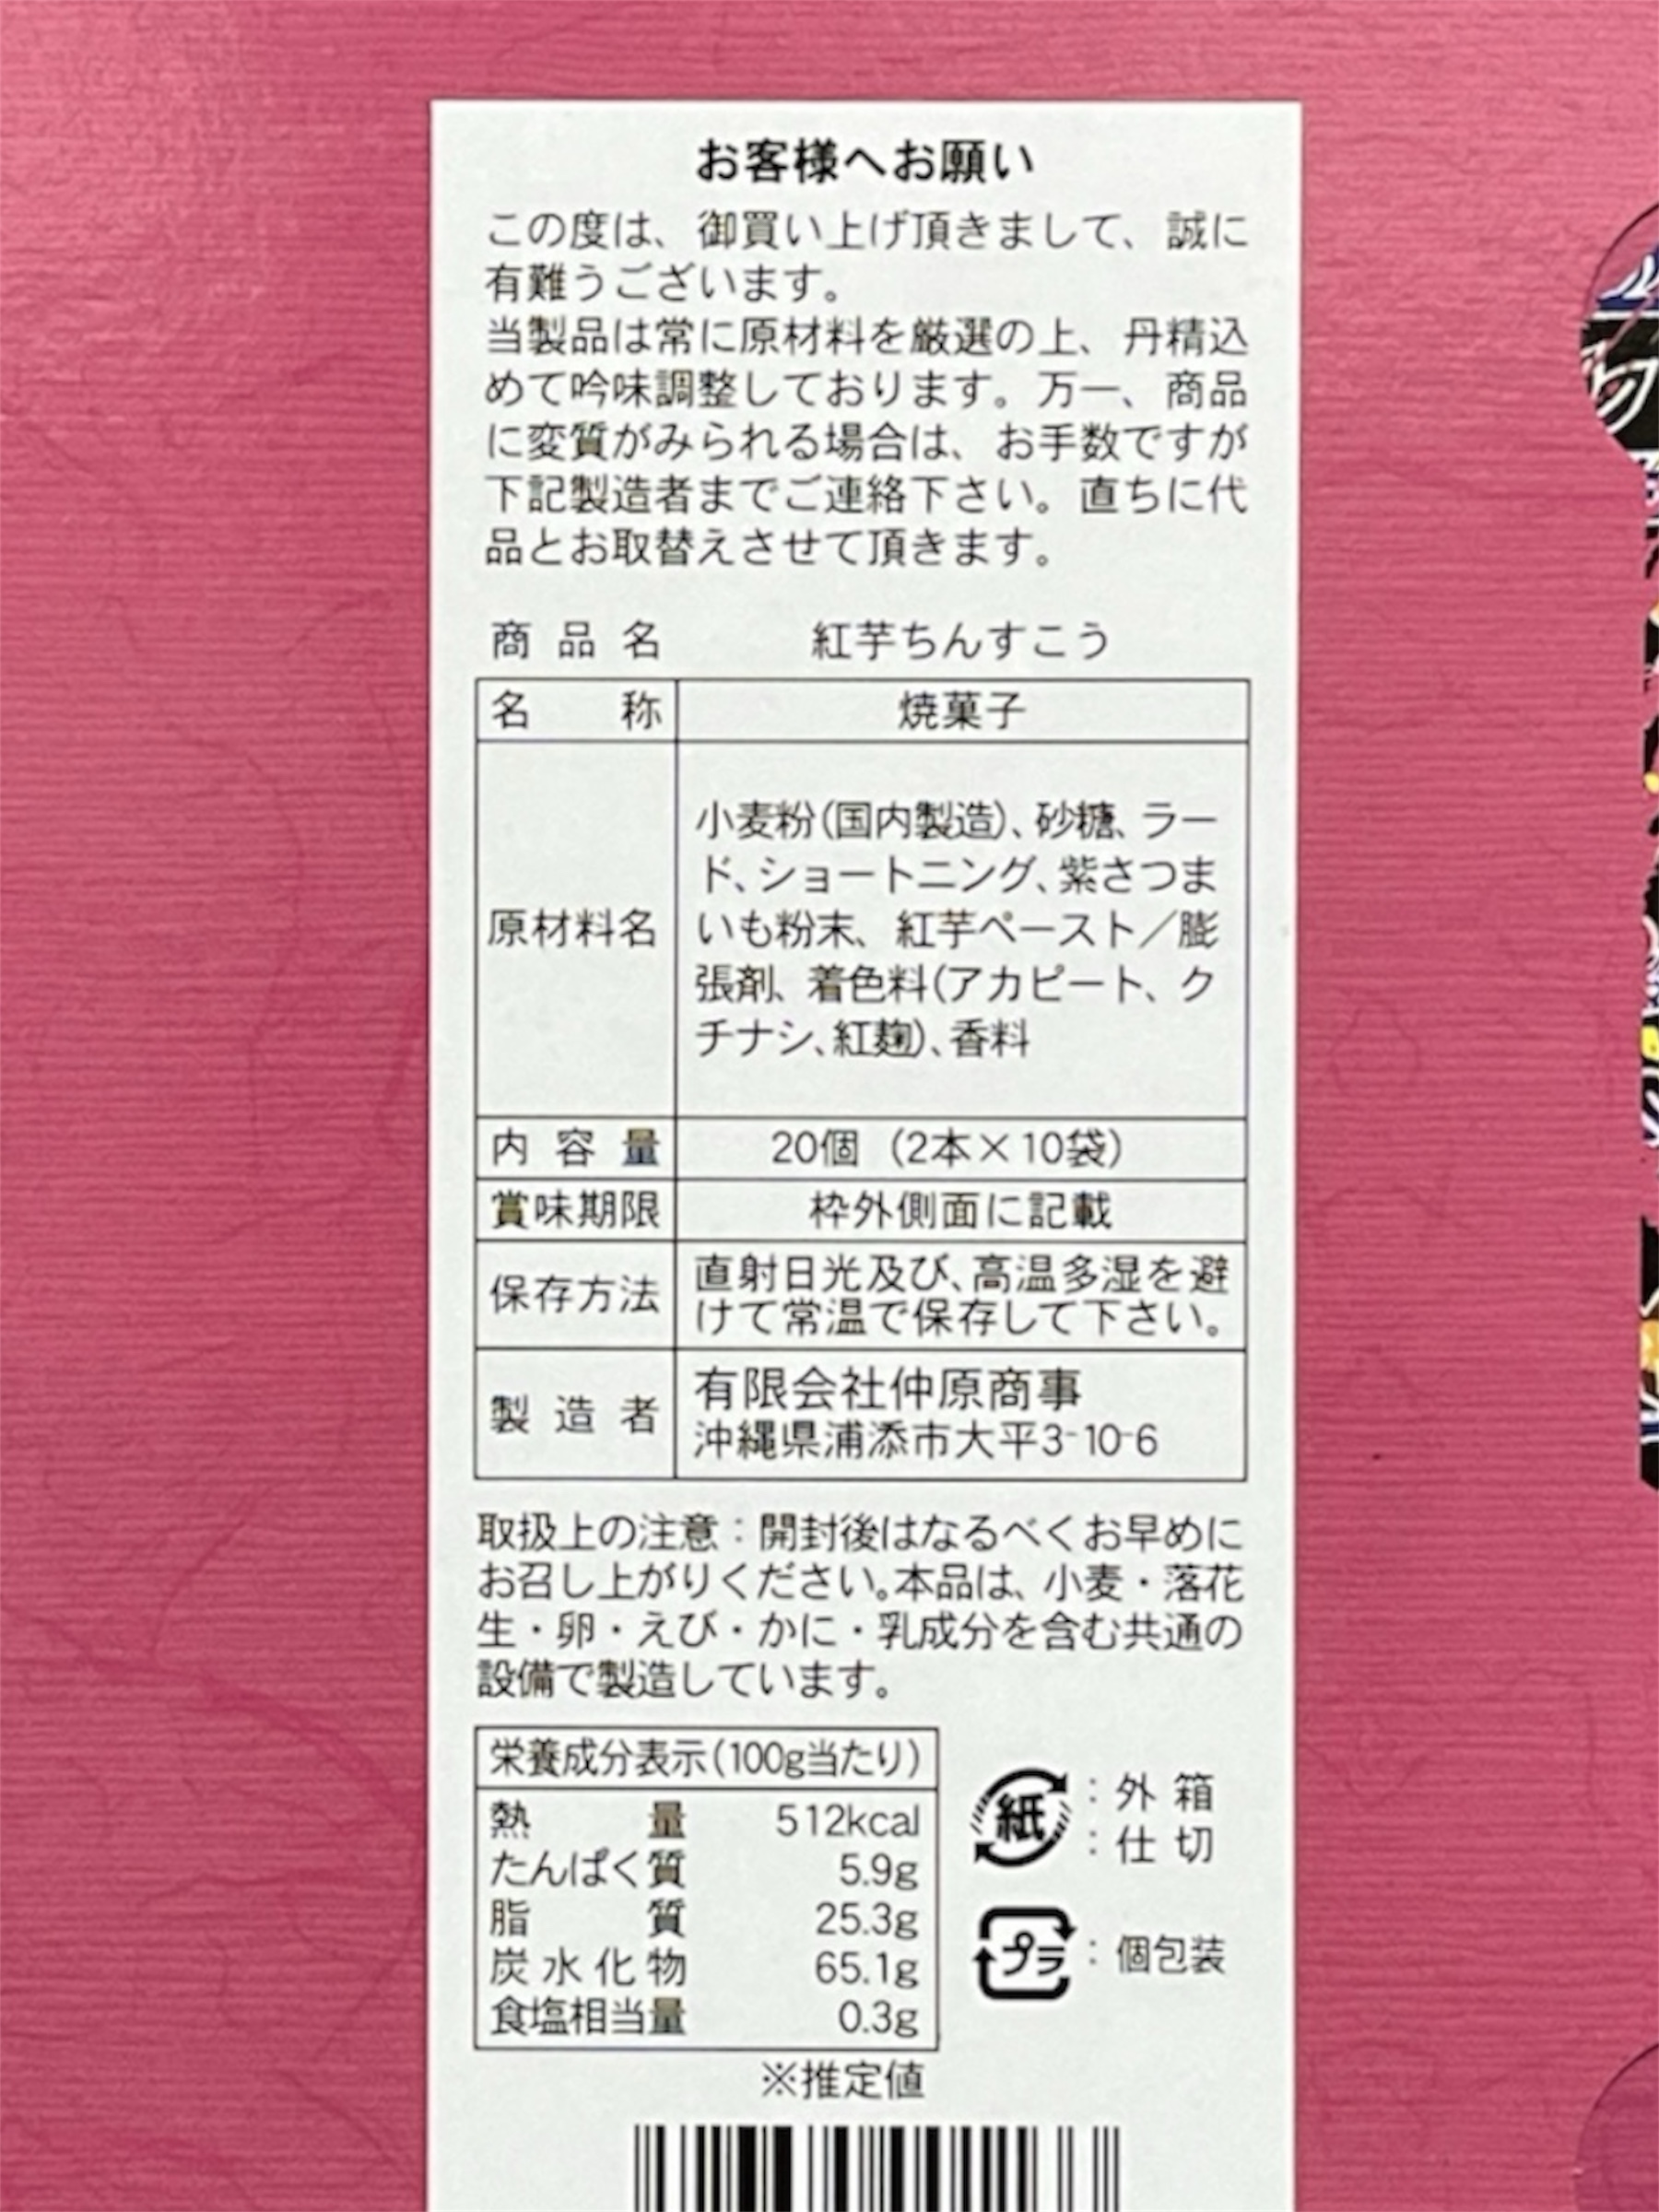 お客様へお願い
この度は、御買い上げ頂きまして、誠に
有難うございます。
当製品は常に原材料を厳選の上、丹精込
めて吟味調整しております。万一、商品
に変質がみられる場合は、お手数ですが
下記製造者までご連絡下さい。直ちに代
品とお取替えさせて頂きます。
商品名 紅芋ちんすこう
名称 焼菓子
原材料名
小麦粉(国内製造)、砂糖、ラー
ド、ショートニング、紫さつま
いも粉末、紅芋ペースト／膨
張剤、着色料(アカビート、ク
チナシ、紅麹)、香料
内容量 20個（2本×10袋）
賞味期限 枠外側面に記載
保存方法
直射日光及び、高温多湿を避
けて常温で保存して下さい。
製造者
有限会社仲原商事
沖縄県浦添市大平3-10-6
取扱上の注意：開封後はなるべくお早めに
お召し上がりください。本品は、小麦・落花
生・卵・えび・かに・乳成分を含む共通の
設備で製造しています。
栄養成分表示(100g当たり)
熱量 512kcal
たんぱく質 5.9g
脂質 25.3g
炭水化物 65.1g
食塩相当量 0.3g
※推定値
紙：外箱
：仕切
プラ：個包装